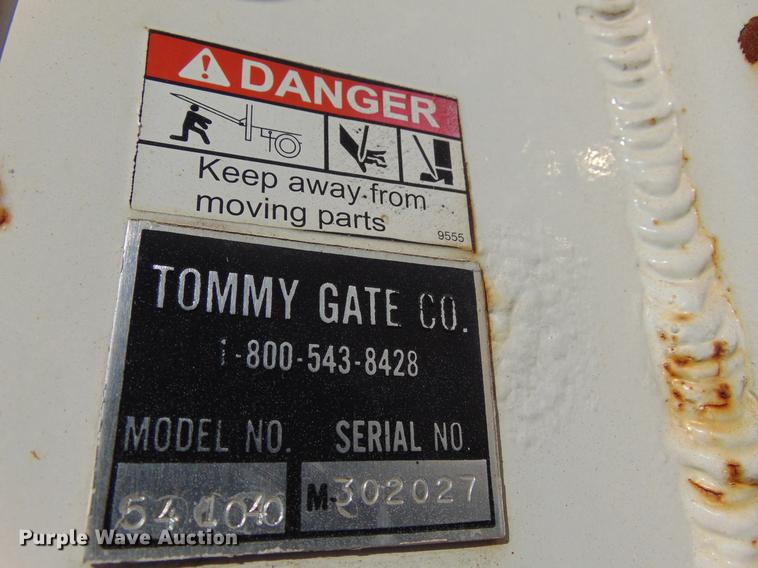 DANGER
Keep away from
moving parts
9555
TOMMY GATE CO.
1-800-543-8428
MODEL NO. SERIAL NO.
M-302027
Purple Wave Auction